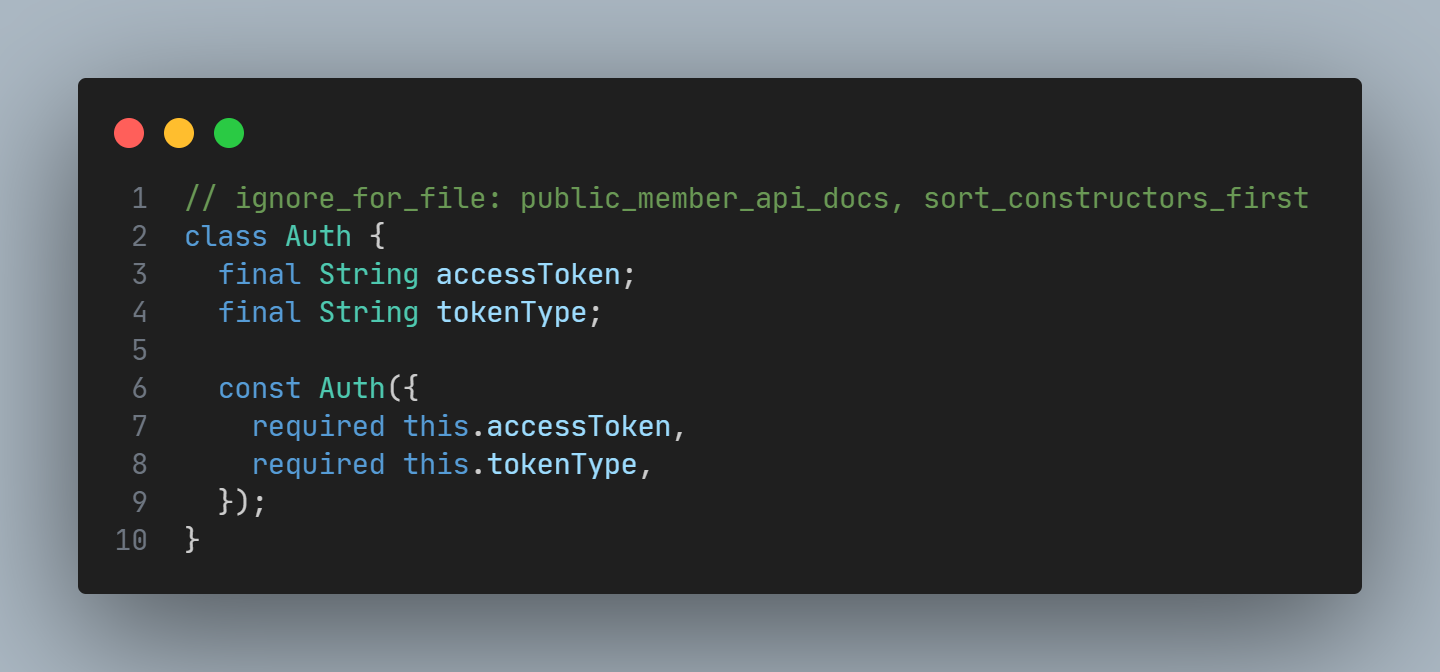 1 // ignore_for_file: public_member_api_docs, sort_constructors_first
2 class Auth {
3   final String accessToken;
4   final String tokenType;
5
6   const Auth({
7     required this.accessToken,
8     required this.tokenType,
9   });
10 }